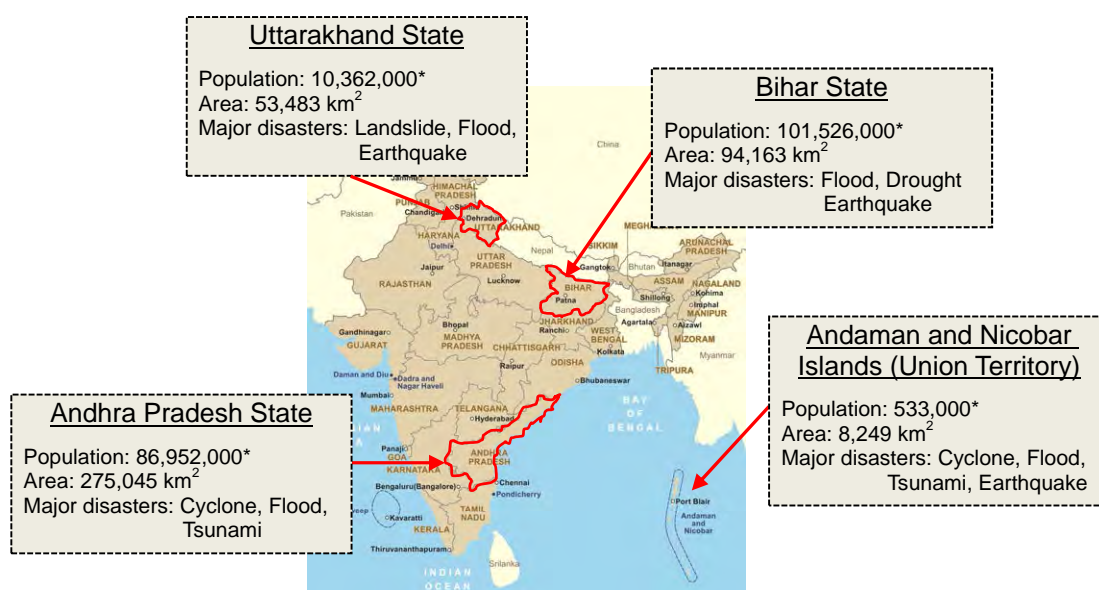 Uttarakhand State
Population: 10,362,000*
Area: 53,483 km²
Major disasters: Landslide, Flood,
Earthquake
Bihar State
Population: 101,526,000*
Area: 94,163 km²
Major disasters: Flood, Drought
Earthquake
Andaman and Nicobar
Islands (Union Territory)
Population: 533,000*
Area: 8,249 km²
Major disasters: Cyclone, Flood,
Tsunami, Earthquake
Andhra Pradesh State
Population: 86,952,000*
Area: 275,045 km²
Major disasters: Cyclone, Flood,
Tsunami
China
HIMACHAL
PRADESH
Dehradun
UTTARAKHAND
Pakistan
HARYANA
Delhi
Nepal
SIKKIM
ARUNACHAL
PRADESH
UTTAR
PRADESH
Gangtok
Bhutan
Itanagar
Jaipur
Lucknow
RAJASTHAN
BIHAR
Patna
ASSAM
NAGALAND
Kohima
Shillong
Imphal
MANIPUR
Bangladesh
Gandhinagar
GUJARAT
Bhopal
MADHYA
PRADESH
JHARKHAND
Ranchi
WEST
BENGAL
Kolkata
Agartala
Aizawl
MIZORAM
TRIPURA
Myanmar
CHHATTISGARH
Raipur
ODISHA
Bhubaneswar
Daman and Diu
Dadra and
Nagar Haveli
Mumbai
MAHARASHTRA
TELANGANA
Hyderabad
BAY
OF
BENGAL
Panaji
GOA
KARNATAKA
ANDHRA
PRADESH
Bengaluru(Bangalore)
Chennai
Pondicherry
Kavaratti
TAMIL
NADU
KERALA
Thiruvananthapuram
Srilanka
Port Blair
Andaman
and
Nicobar
INDIAN
OCEAN